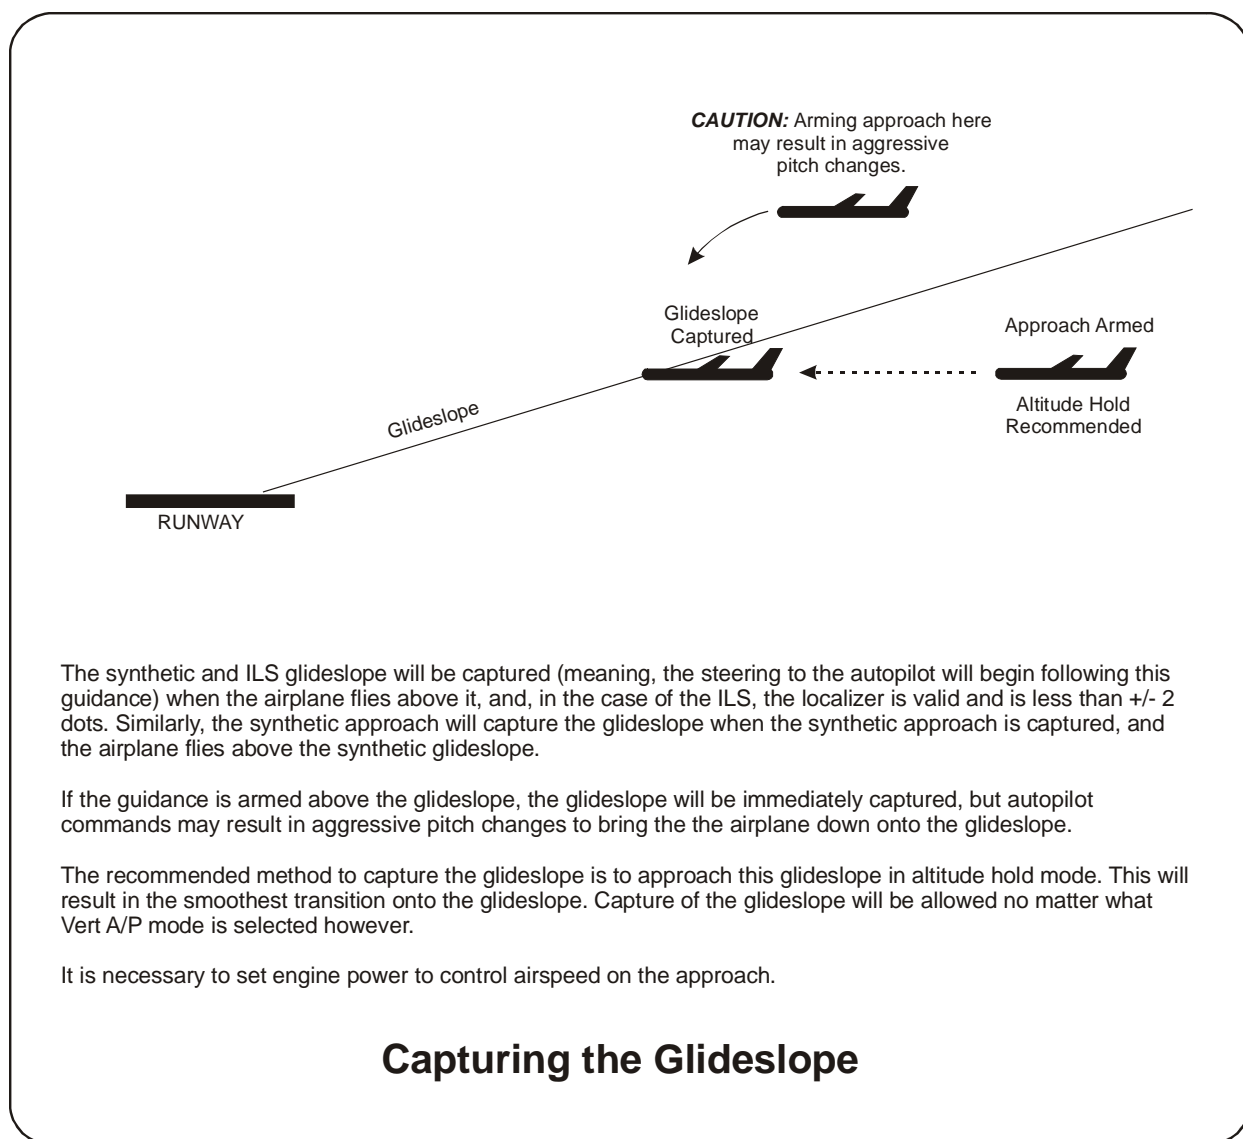 CAUTION: Arming approach here
may result in aggressive
pitch changes.
Glideslope
Captured
Approach Armed
Altitude Hold
Recommended
Glideslope
RUNWAY
The synthetic and ILS glideslope will be captured (meaning, the steering to the autopilot will begin following this
guidance) when the airplane flies above it, and, in the case of the ILS, the localizer is valid and is less than +/- 2
dots. Similarly, the synthetic approach will capture the glideslope when the synthetic approach is captured, and
the airplane flies above the synthetic glideslope.
If the guidance is armed above the glideslope, the glideslope will be immediately captured, but autopilot
commands may result in aggressive pitch changes to bring the the airplane down onto the glideslope.
The recommended method to capture the glideslope is to approach this glideslope in altitude hold mode. This will
result in the smoothest transition onto the glideslope. Capture of the glideslope will be allowed no matter what
Vert A/P mode is selected however.
It is necessary to set engine power to control airspeed on the approach.
Capturing the Glideslope